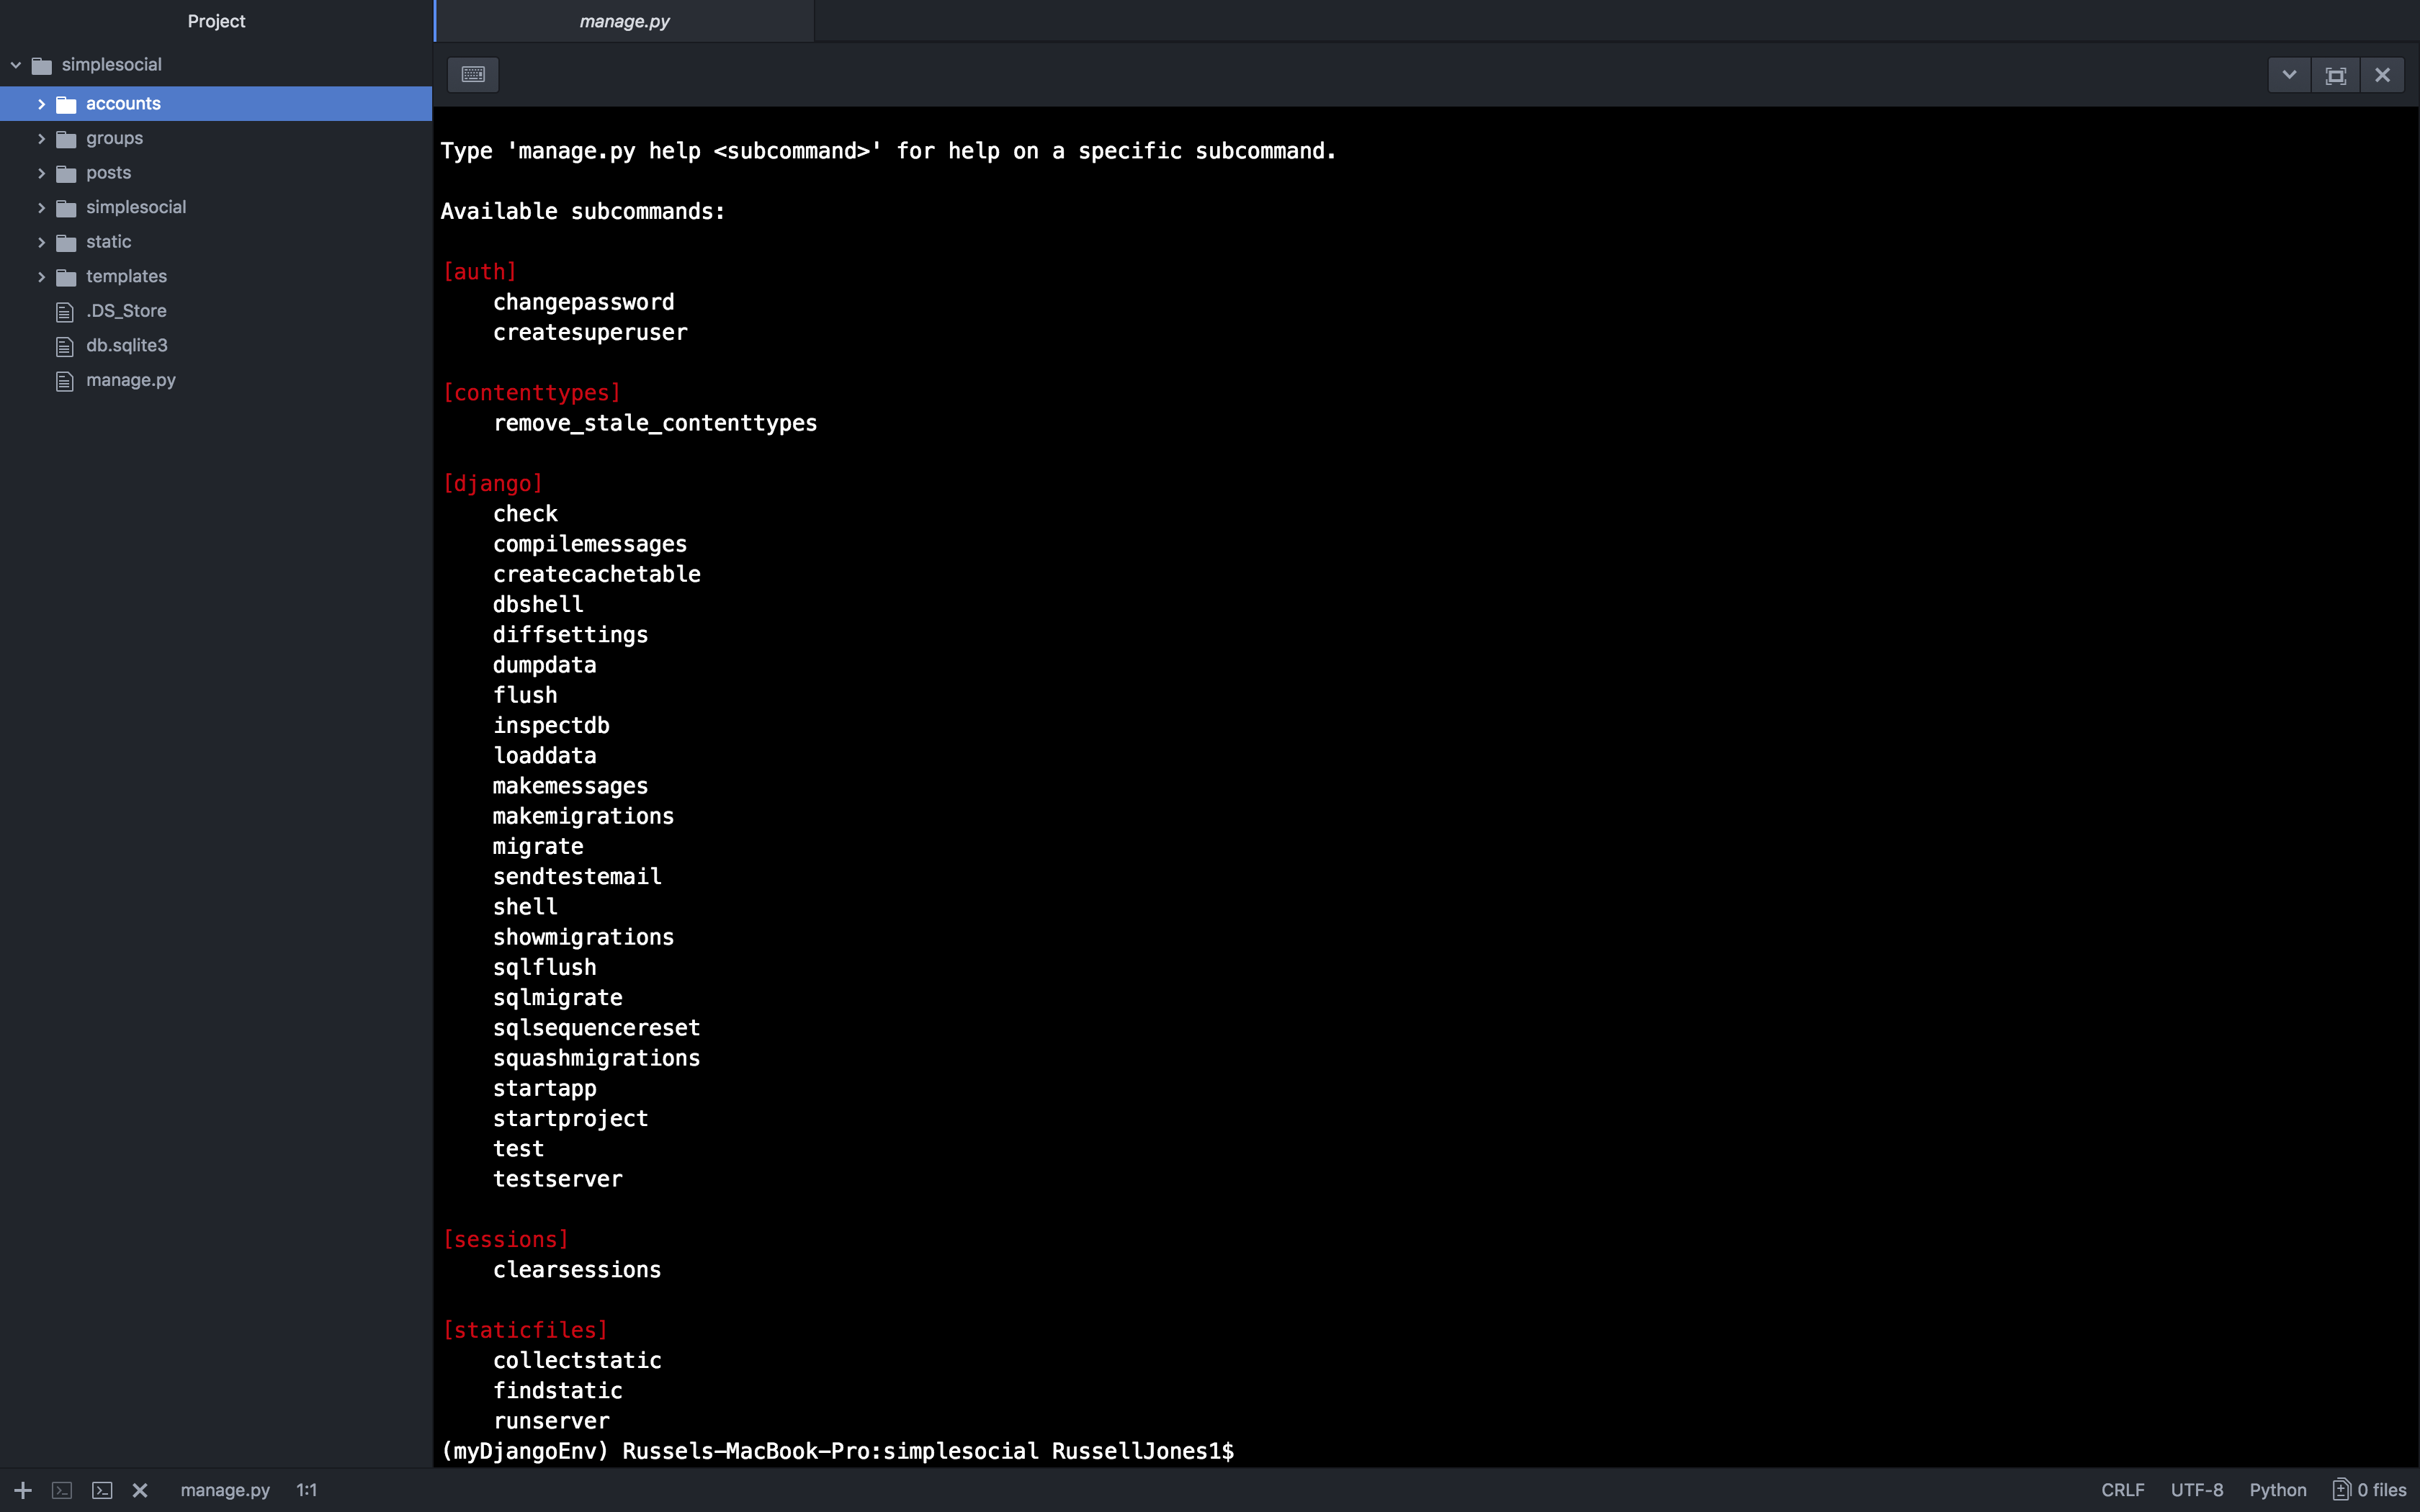 Project
simplesocial
accounts
groups
posts
simplesocial
static
templates
.DS_Store
db.sqlite3
manage.py
manage.py
Type 'manage.py help <subcommand>' for help on a specific subcommand.
Available subcommands:
[auth]
changepassword
createsuperuser
[contenttypes]
remove_stale_contenttypes
[django]
check
compilemessages
createcachetable
dbshell
diffsettings
dumpdata
flush
inspectdb
loaddata
makemessages
makemigrations
migrate
sendtestemail
shell
showmigrations
sqlflush
sqlmigrate
sqlsequencereset
squashmigrations
startapp
startproject
test
testserver
[sessions]
clearsessions
[staticfiles]
collectstatic
findstatic
runserver
(myDjangoEnv) Russels-MacBook-Pro:simplesocial RussellJones1$
manage.py 1:1 CRLF UTF-8 Python 0 files